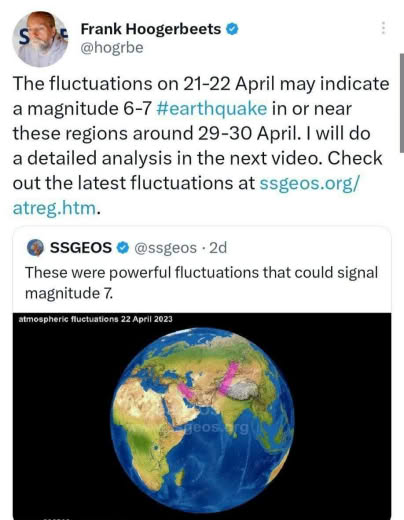 Frank Hoogerbeets
@hogrbe
The fluctuations on 21-22 April may indicate
a magnitude 6-7 #earthquake in or near
these regions around 29-30 April. I will do
a detailed analysis in the next video. Check
out the latest fluctuations at ssgeos.org/
atreg.htm.
SSGEOS @ssgeos · 2d
These were powerful fluctuations that could signal
magnitude 7.
atmospheric fluctuations 22 April 2023